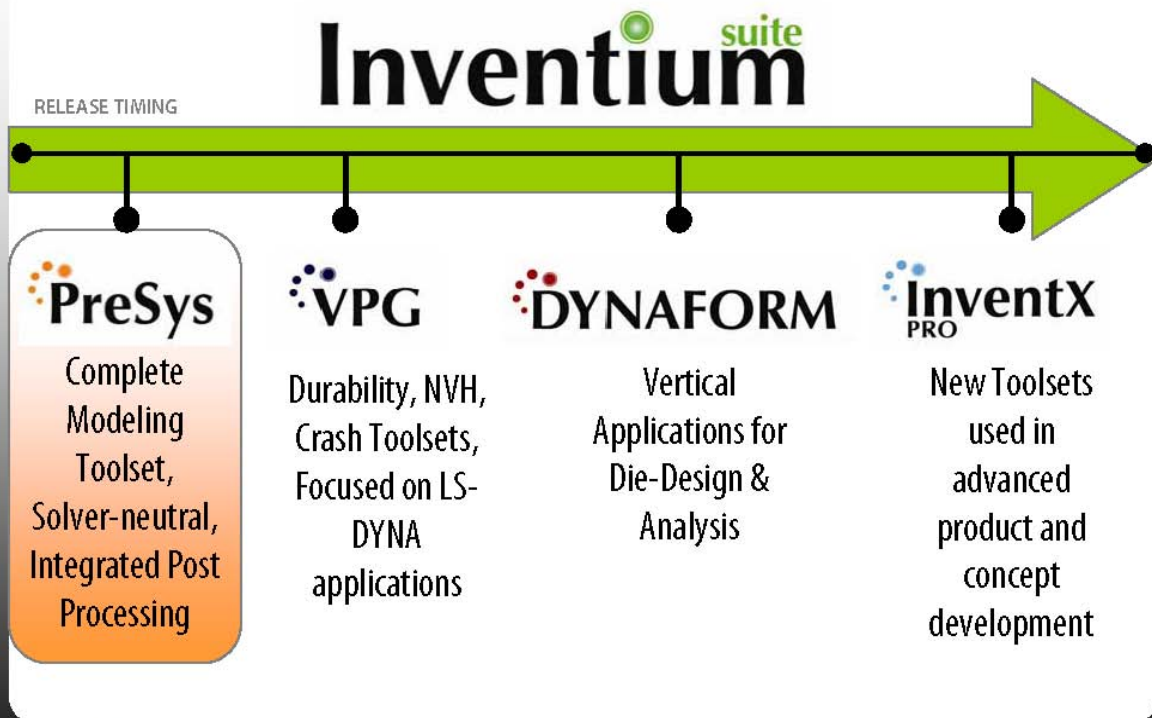 Inventium suite
RELEASE TIMING
PreSys
Complete
Modeling
Toolset,
Solver-neutral,
Integrated Post
Processing
VPG
Durability, NVH,
Crash Toolsets,
Focused on LS-
DYNA
applications
DYNAFORM
Vertical
Applications for
Die-Design &
Analysis
InventX
PRO
New Toolsets
used in
advanced
product and
concept
development